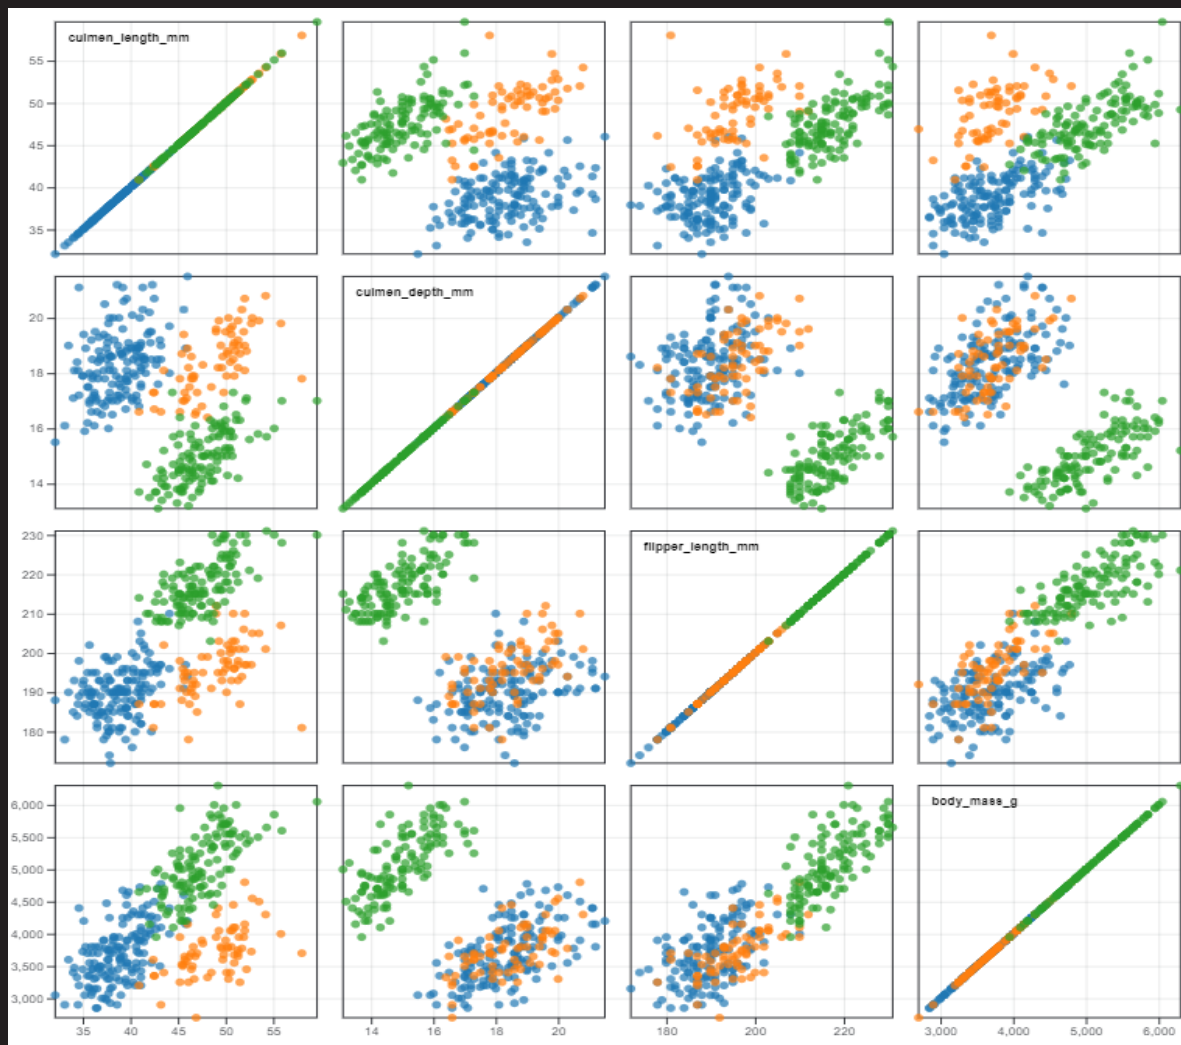 culmen_length_mm
55
50
45
40
35
culmen_depth_mm
20
18
16
14
flipper_length_mm
230
220
210
200
190
180
body_mass_g
6,000
5,000
4,500
4,000
3,500
3,000
35 40 45 50 55
14 16 18 20
180 200 220
3,000 4,000 5,000 6,000